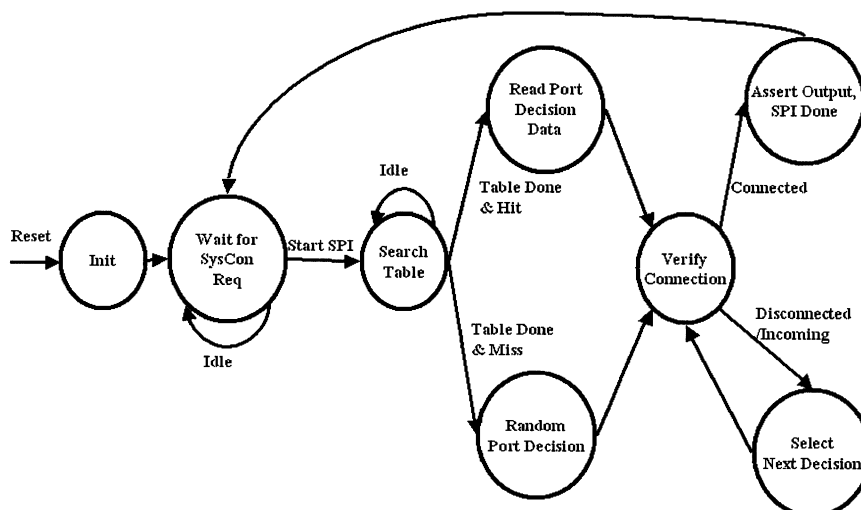 Reset
Init
Wait for
SysCon
Req
Idle
Start SPI
Idle
Search
Table
Table Done
& Hit
Read Port
Decision
Data
Table Done
& Miss
Random
Port Decision
Verify
Connection
Connected
Assert Output,
SPI Done
Disconnected
/Incoming
Select
Next Decision